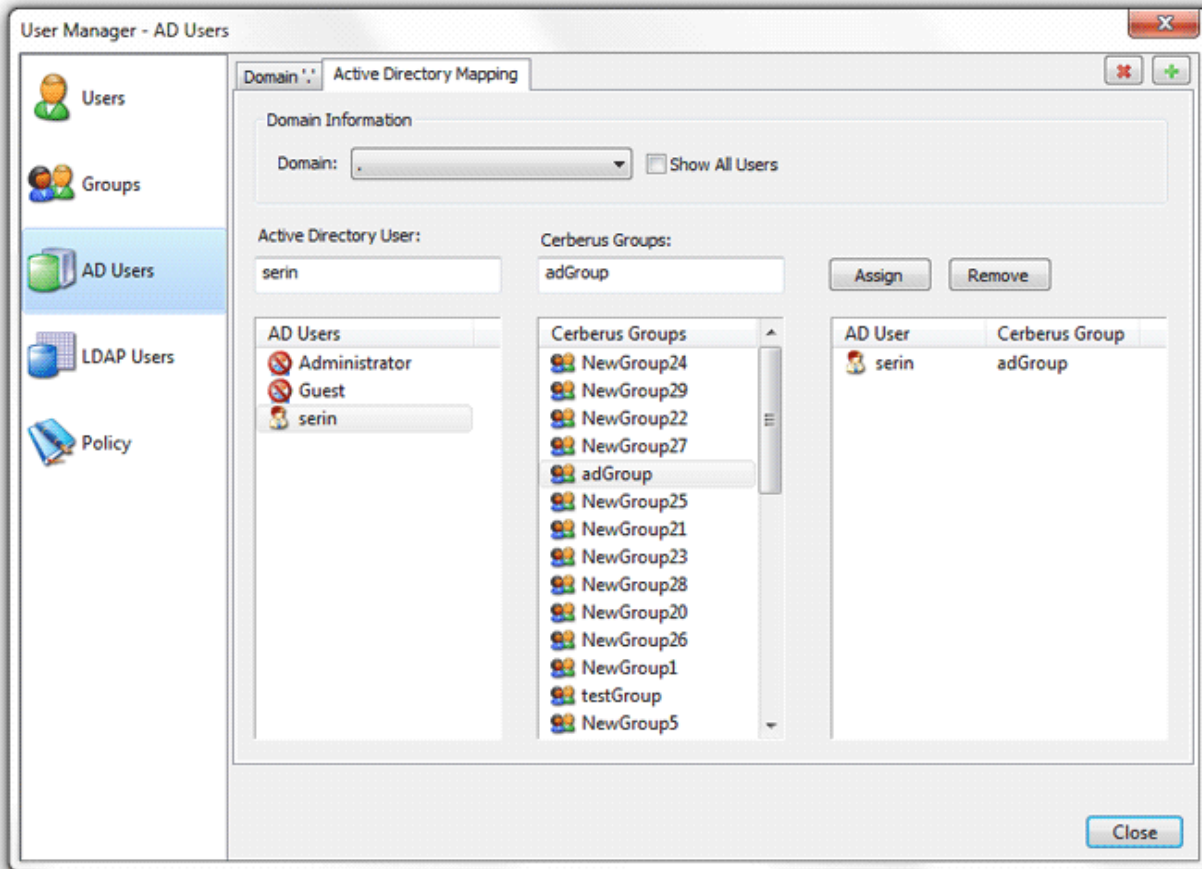 User Manager - AD Users
Users
Groups
AD Users
LDAP Users
Policy
Domain '.' Active Directory Mapping
Domain Information
Domain: . Show All Users
Active Directory User: Cerberus Groups:
serin adGroup Assign Remove
AD Users
Administrator
Guest
serin
Cerberus Groups
NewGroup24
NewGroup29
NewGroup22
NewGroup27
adGroup
NewGroup25
NewGroup21
NewGroup23
NewGroup28
NewGroup20
NewGroup26
NewGroup1
testGroup
NewGroup5
AD User Cerberus Group
serin adGroup
Close